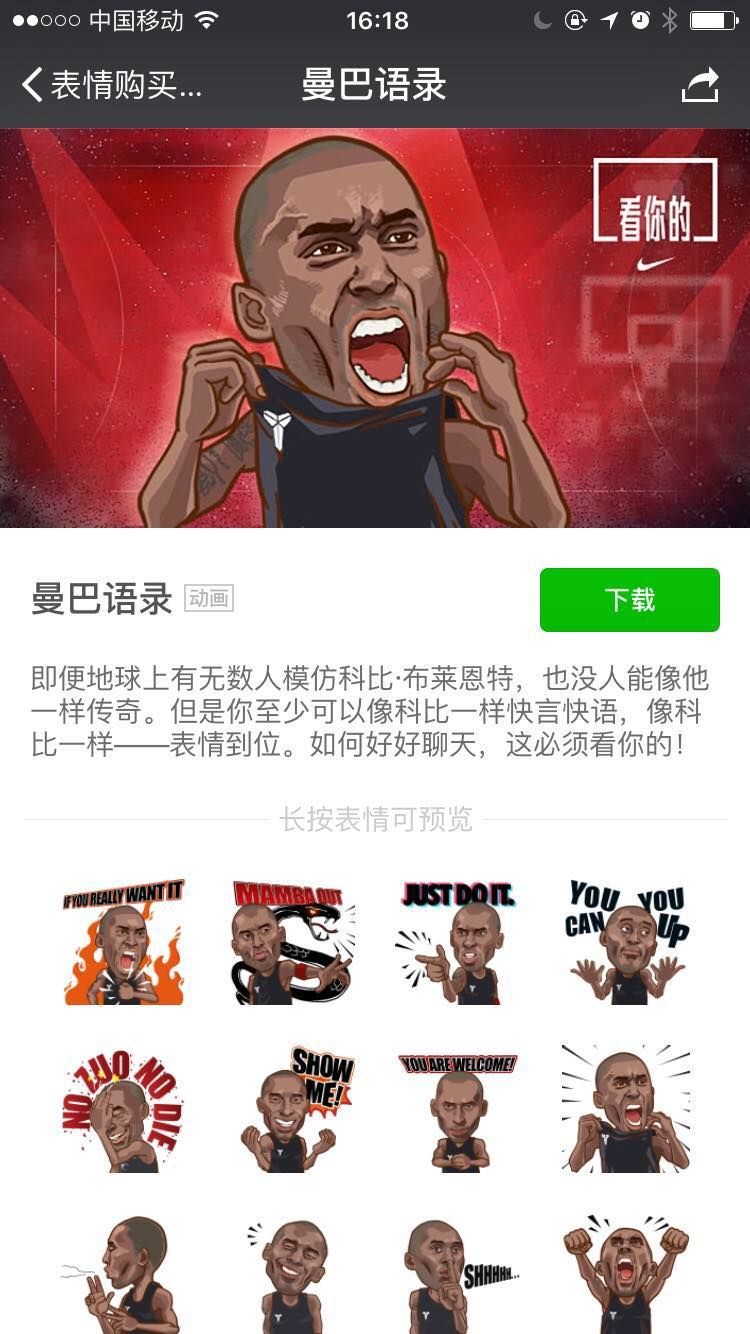 中国移动
16:18
表情购买...
曼巴语录
看你的
曼巴语录
动画
下载
即便地球上有无数人模仿科比·布莱恩特，也没人能像他
一样传奇。但是你至少可以像科比一样快言快语，像科
比一样——表情到位。如何好好聊天，这必须看你的！
长按表情可预览
IF YOU REALLY WANT IT
MAMBA OUT
JUST DO IT.
YOU CAN YOU UP
NO ZUO NO DIE
SHOW ME!
YOU ARE WELCOME!
SHHHHH...